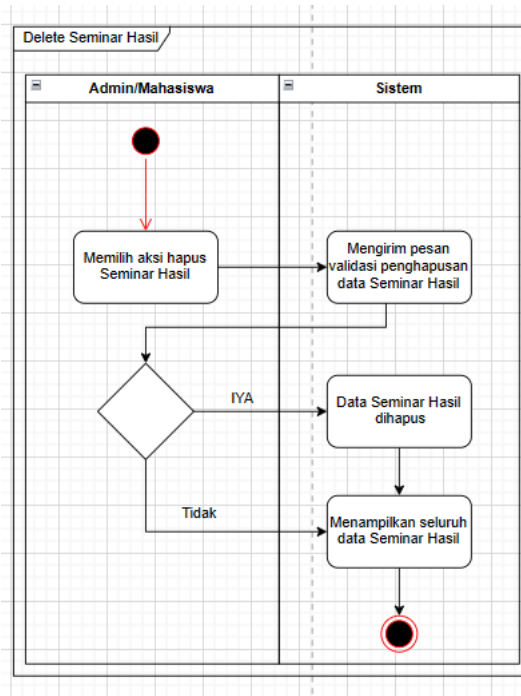 Delete Seminar Hasil
Admin/Mahasiswa
Sistem
Memilih aksi hapus
Seminar Hasil
Mengirim pesan
validasi penghapusan
data Seminar Hasil
IYA
Data Seminar Hasil
dihapus
Tidak
Menampilkan seluruh
data Seminar Hasil